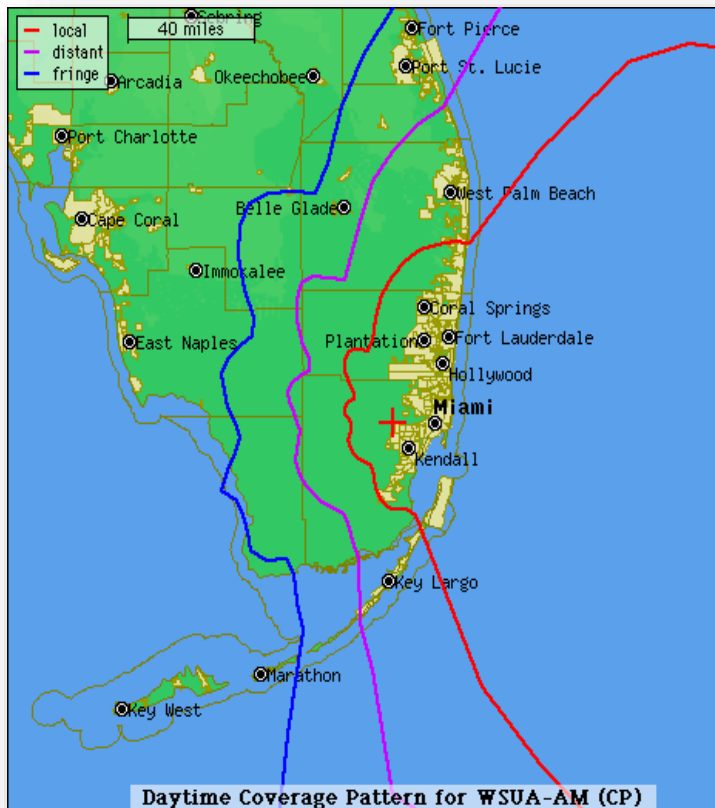 Sebring
40 miles
Fort Pierce
local
distant
fringe
Port St. Lucie
Okeechobee
Arcadia
Port Charlotte
West Palm Beach
Belle Glade
Cape Coral
Immokalee
Coral Springs
Plantation
Fort Lauderdale
East Naples
Hollywood
Miami
Kendall
Key Largo
Marathon
Key West
Daytime Coverage Pattern for WSUA-AM (CP)